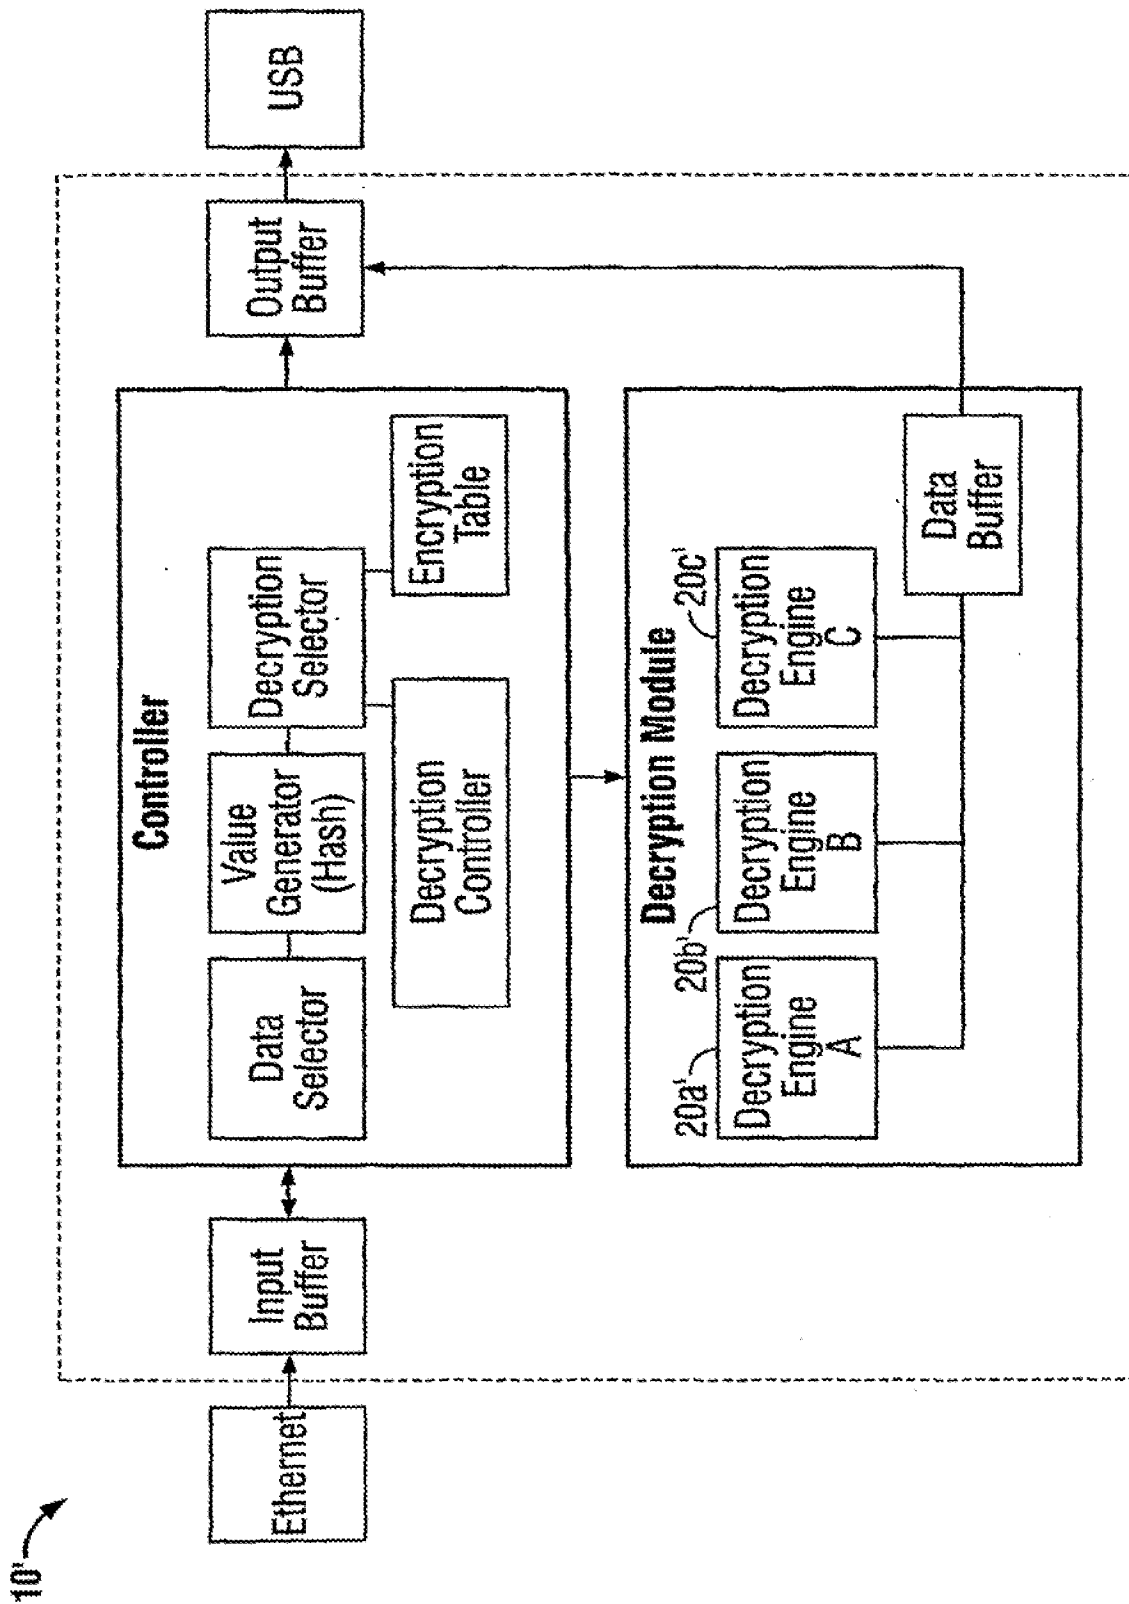 10'
Ethernet
Input
Buffer
Controller
Data
Selector
Value
Generator
(Hash)
Decryption
Selector
Decryption
Controller
Encryption
Table
Output
Buffer
USB
Decryption Module
20a'
Decryption
Engine
A
20b'
Decryption
Engine
B
20c'
Decryption
Engine
C
Data
Buffer